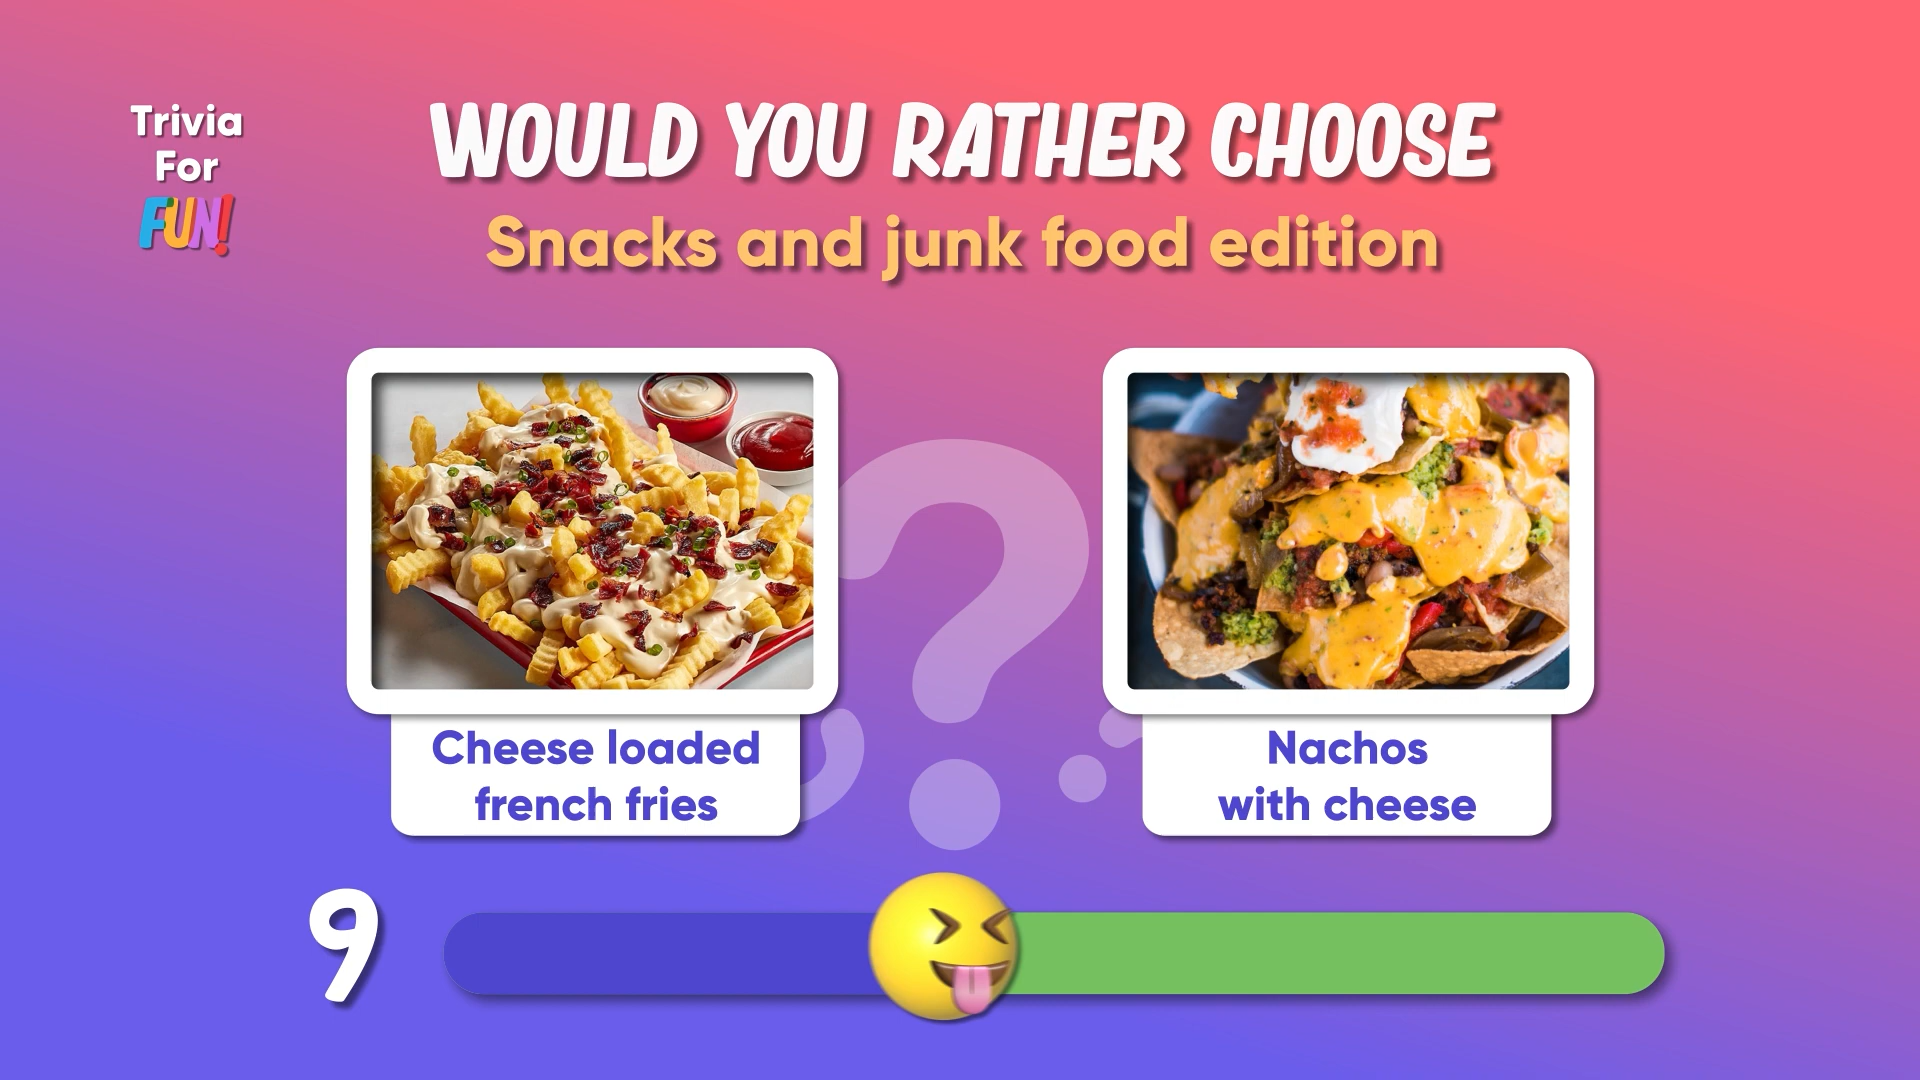 Trivia
For
FUN!
WOULD YOU RATHER CHOOSE
Snacks and junk food edition
Cheese loaded
french fries
Nachos
with cheese
9